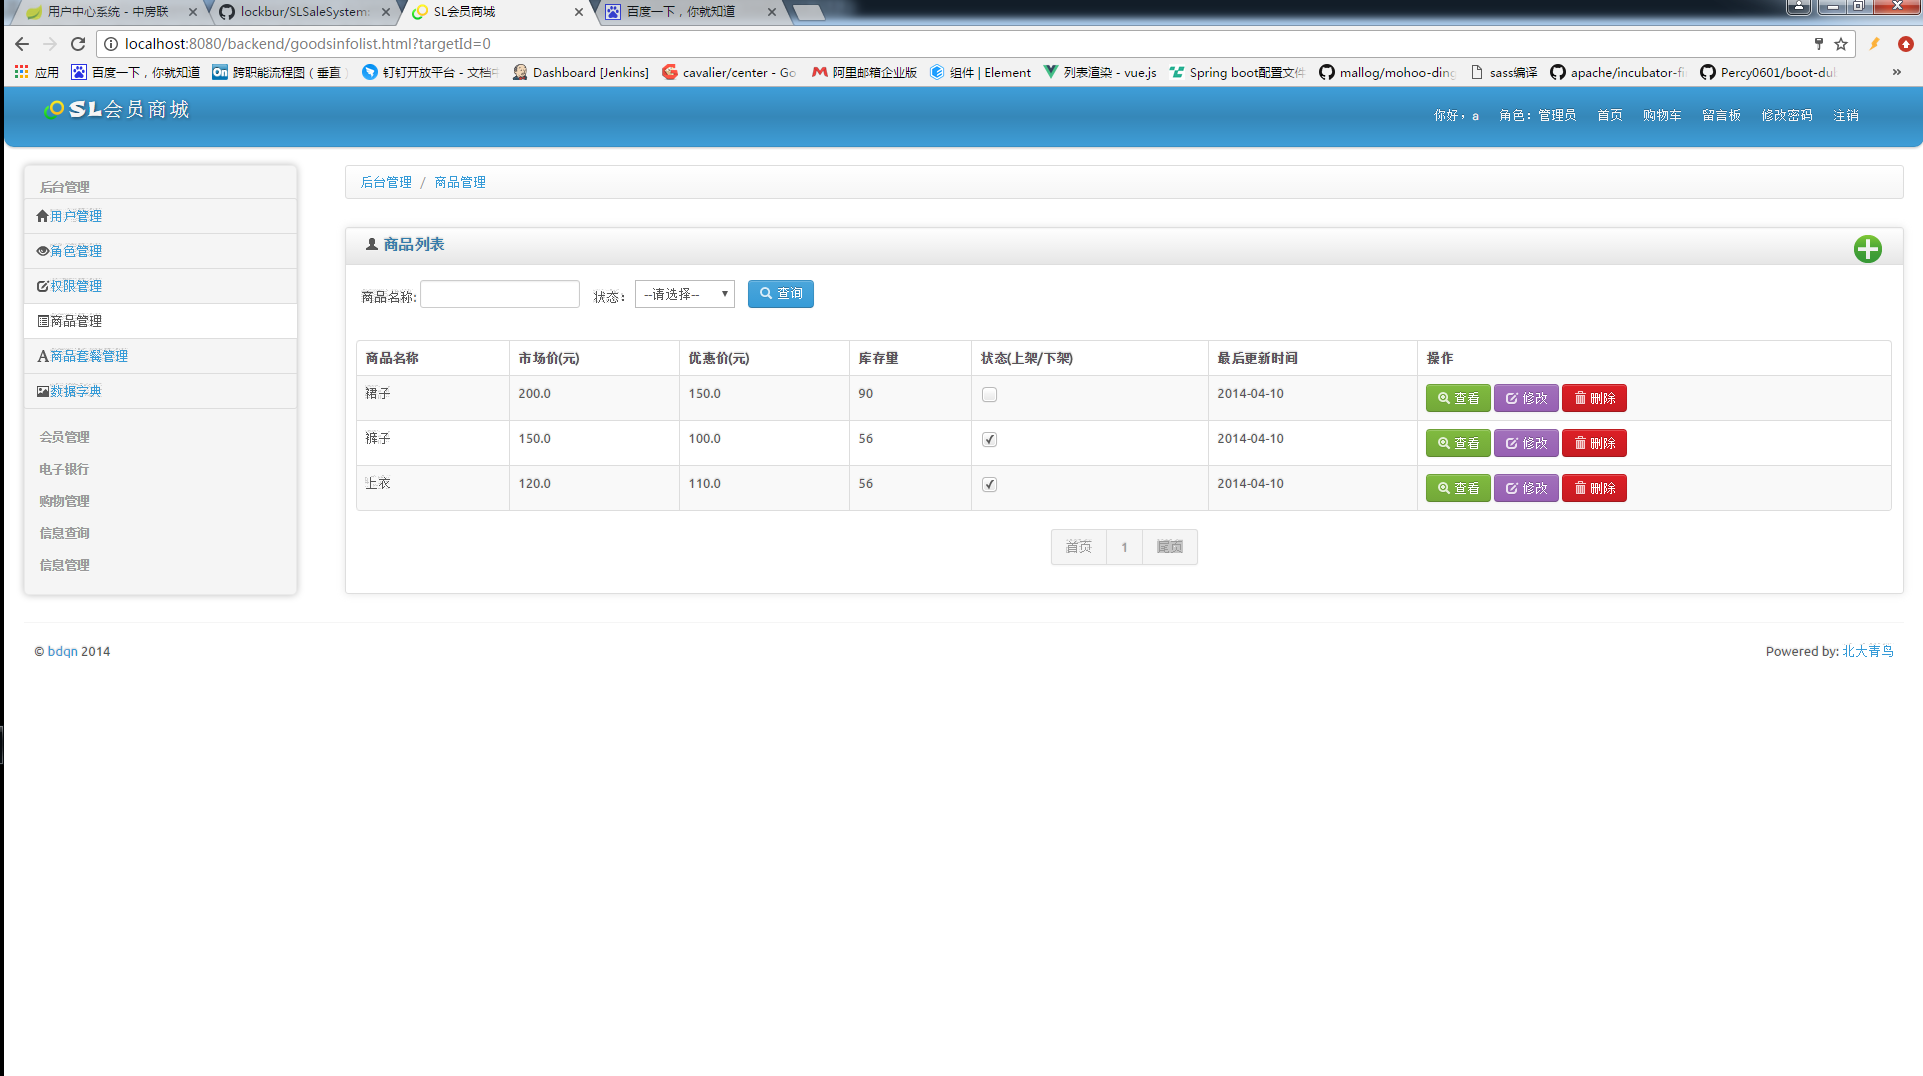 用户中心系统 - 中房联
lockbur/SLSaleSystem:
SL会员商城
百度一下，你就知道
localhost:8080/backend/goodsinfolist.html?targetId=0
应用
百度一下，你就知道
跨职能流程图（垂直）
钉钉开放平台 - 文档中
Dashboard [Jenkins]
cavalier/center - Go
阿里邮箱企业版
组件 | Element
列表渲染 - vue.js
Spring boot配置文件
mallog/mohoo-ding
sass编译
apache/incubator-fi
Percy0601/boot-dub
»
SL会员商城
你好，a
角色：管理员
首页
购物车
留言板
修改密码
注销
后台管理
用户管理
角色管理
权限管理
商品管理
商品套餐管理
数据字典
会员管理
电子银行
购物管理
信息查询
信息管理
后台管理 / 商品管理
商品列表
商品名称:
状态：
--请选择--
查询
商品名称 市场价(元) 优惠价(元) 库存量 状态(上架/下架) 最后更新时间 操作
裙子 200.0 150.0 90 2014-04-10 查看 修改 删除
裤子 150.0 100.0 56 2014-04-10 查看 修改 删除
上衣 120.0 110.0 56 2014-04-10 查看 修改 删除
首页 1 尾页
© bdqn 2014
Powered by: 北大青鸟